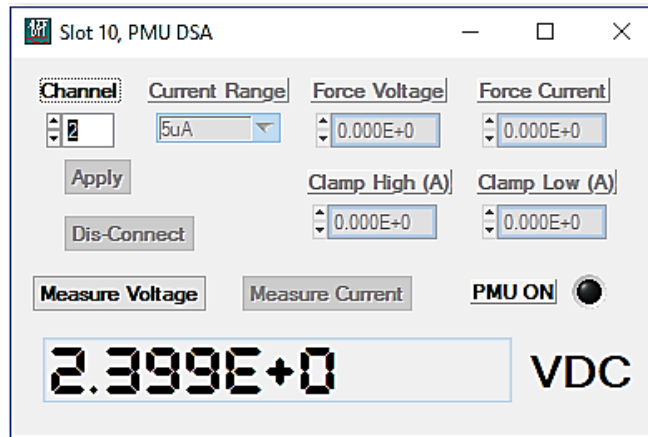 Slot 10, PMU DSA
Channel Current Range Force Voltage Force Current
2 5uA 0.000E+0 0.000E+0
Apply
Clamp High (A) Clamp Low (A)
0.000E+0 0.000E+0
Dis-Connect
Measure Voltage Measure Current PMU ON
2.399E+0 VDC